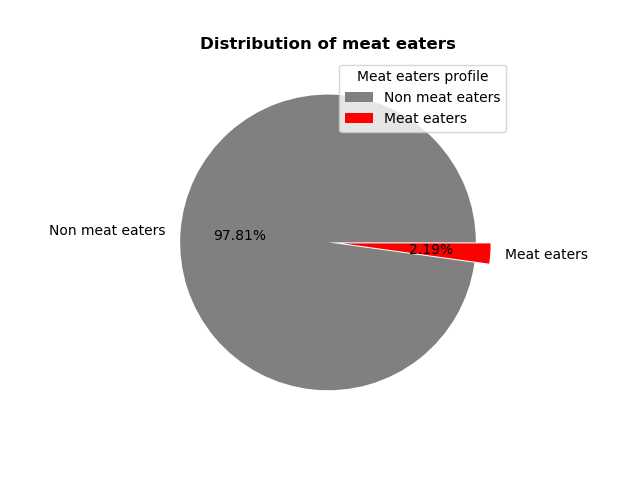 Distribution of meat eaters
Meat eaters profile
Non meat eaters
Meat eaters
Non meat eaters
97.81%
2.19%
Meat eaters